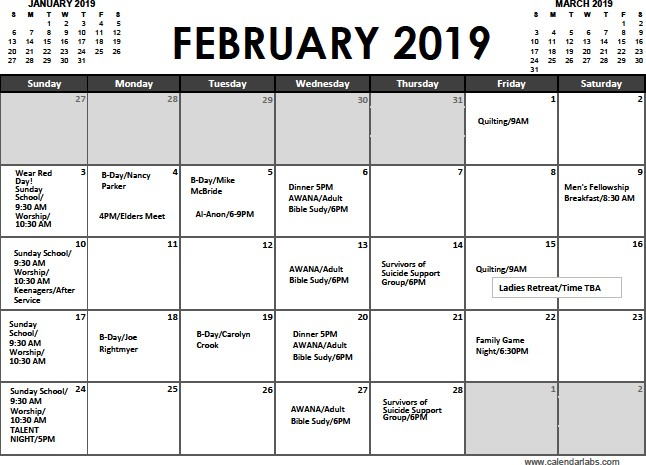 JANUARY 2019
S M T W T F S
1 2 3 4 5
6 7 8 9 10 11 12
13 14 15 16 17 18 19
20 21 22 23 24 25 26
27 28 29 30 31
FEBRUARY 2019
MARCH 2019
S M T W T F S
1 2
3 4 5 6 7 8 9
10 11 12 13 14 15 16
17 18 19 20 21 22 23
24 25 26 27 28 29 30
31
Sunday Monday Tuesday Wednesday Thursday Friday Saturday
27 28 29 30 31 1 2
Quilting/9AM
3
Wear Red
Day!
Sunday
School/
9:30 AM
Worship/
10:30 AM
4
B-Day/Nancy
Parker
4PM/Elders Meet
5
B-Day/Mike
McBride
Al-Anon/6-9PM
6
Dinner 5PM
AWANA/Adult
Bible Sudy/6PM
7
8
9
Men's Fellowship
Breakfast/8:30 AM
10
Sunday School/
9:30 AM
Worship/
10:30 AM
Keenagers/After
Service
11
12
13
AWANA/Adult
Bible Sudy/6PM
14
Survivors of
Suicide Support
Group/6PM
15
Quilting/9AM
16
Ladies Retreat/Time TBA
17
Sunday
School/
9:30 AM
Worship/
10:30 AM
18
B-Day/Joe
Rightmyer
19
B-Day/Carolyn
Crook
20
Dinner 5PM
AWANA/Adult
Bible Sudy/6PM
21
22
Family Game
Night/6:30PM
23
24
Sunday School/
9:30 AM
Worship/
10:30 AM
TALENT
NIGHT/5PM
25
26
27
AWANA/Adult
Bible Sudy/6PM
28
Survivors of
Suicide Support
Group/6PM
1
2
www.calendarlabs.com